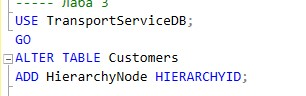 ----- Лаба 3
USE TransportServiceDB;
GO
ALTER TABLE Customers
ADD HierarchyNode HIERARCHYID;